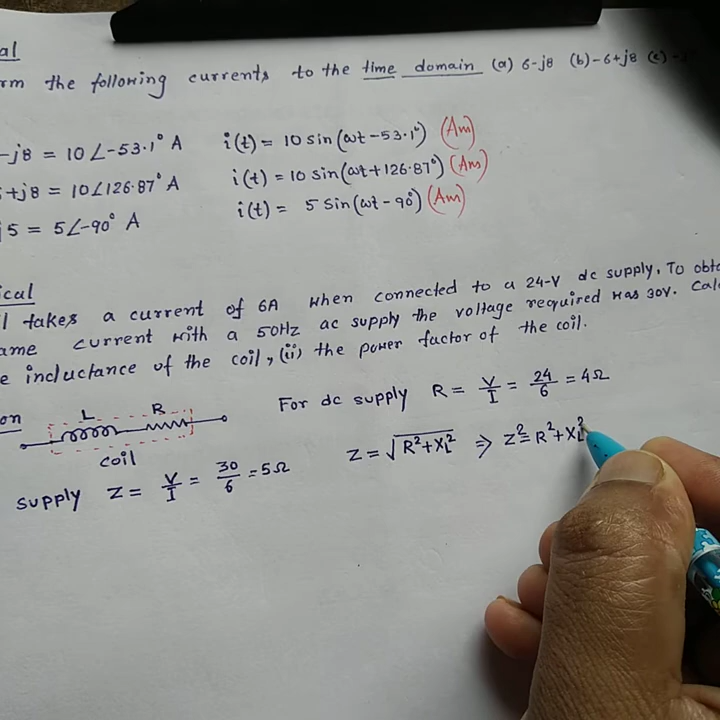 al
rm the following currents to the time domain (a) 6-j8 (b) -6+j8 (c) -
-j8 = 10∠-53.1° A i(t) = 10 sin(ωt-53.1°) (Am)
+j8 = 10∠126.87° A i(t) = 10 sin(ωt+126.87°) (Am)
j5 = 5∠-90° A i(t) = 5 sin(ωt-90°) (Am)
ical
l takes a current of 6A when connected to a 24-V dc supply. To obta
ame current with a 50Hz ac supply the voltage required was 30V. Calc
e inductance of the coil, (ii) the power factor of the coil.
on L R For dc supply R = V/I = 24/6 = 4Ω
coil
supply Z = V/I = 30/6 = 5Ω Z = √R²+X_L² ⇒ Z² = R²+X_L²